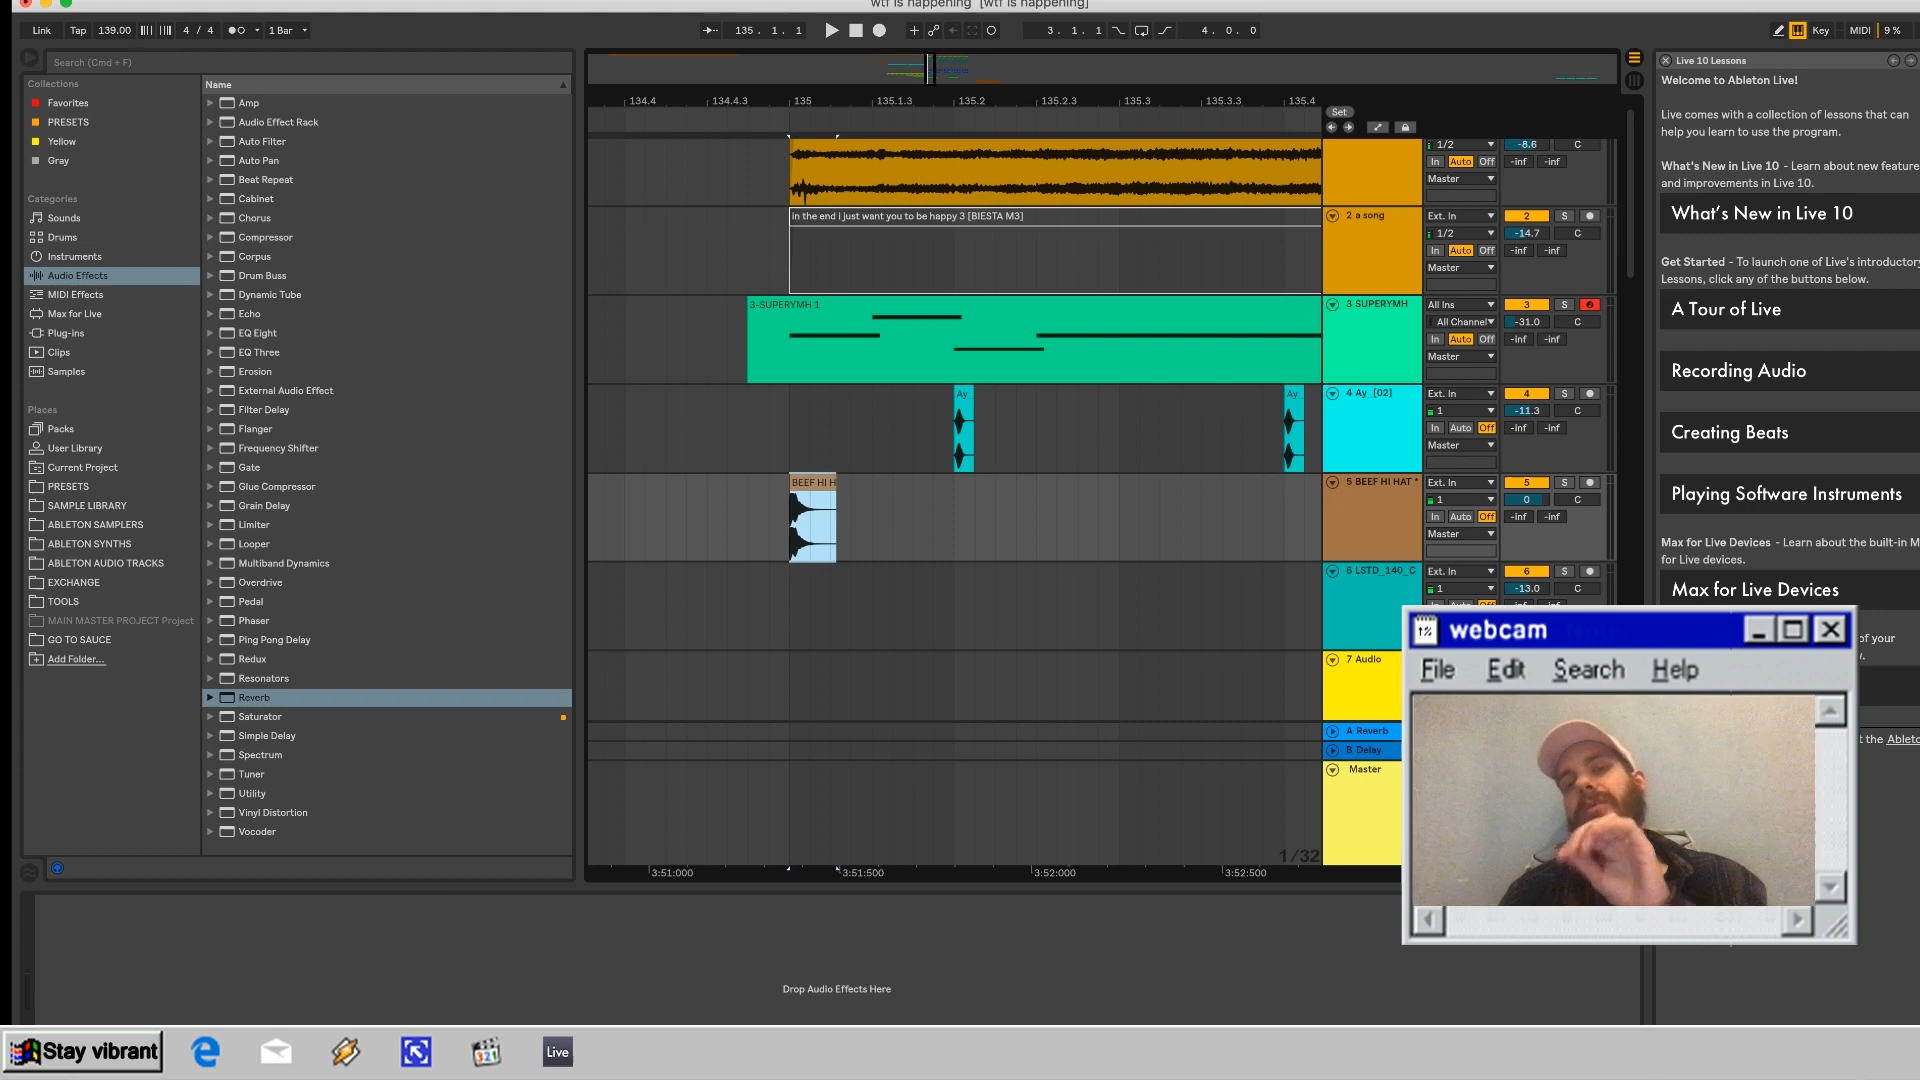 wtf is happening [wtf is happening]
Link Tap 139.00 4 / 4 1 Bar
135 . 1 . 1
3 . 1 . 1
4 . 0 . 0
Key MIDI 9 %
Search (Cmd + F)
Collections
Favorites
PRESETS
Yellow
Gray
Categories
Sounds
Drums
Instruments
Audio Effects
MIDI Effects
Max for Live
Plug-ins
Clips
Samples
Places
Packs
User Library
Current Project
PRESETS
SAMPLE LIBRARY
ABLETON SAMPLERS
ABLETON SYNTHS
ABLETON AUDIO TRACKS
EXCHANGE
TOOLS
MAIN MASTER PROJECT Project
GO TO SAUCE
Add Folder...
Name
Amp
Audio Effect Rack
Auto Filter
Auto Pan
Beat Repeat
Cabinet
Chorus
Compressor
Corpus
Drum Buss
Dynamic Tube
Echo
EQ Eight
EQ Three
Erosion
External Audio Effect
Filter Delay
Flanger
Frequency Shifter
Gate
Glue Compressor
Grain Delay
Limiter
Looper
Multiband Dynamics
Overdrive
Pedal
Phaser
Ping Pong Delay
Redux
Resonators
Reverb
Saturator
Simple Delay
Spectrum
Tuner
Utility
Vinyl Distortion
Vocoder
134.4 134.4.3 135 135.1.3 135.2 135.2.3 135.3 135.3.3 135.4
Set
in the end i just want you to be happy 3 [BIESTA M3]
3-SUPERYMH 1
Ay_
Ay_
BEEF HI H
1/32
3:51:000 3:51:500 3:52:000 3:52:500
1/2 -8.6 C
In Auto Off -inf -inf
Master
2 a song Ext. In 2 S
1/2 -14.7 C
In Auto Off -inf -inf
Master
3 SUPERYMH All Ins 3 S
All Channel -31.0 C
In Auto Off -inf -inf
Master
4 Ay_[02] Ext. In 4 S
1 -11.3 C
In Auto Off -inf -inf
Master
5 BEEF HI HAT * Ext. In 5 S
1 0 C
In Auto Off -inf -inf
Master
6 LSTD_140_C Ext. In 6 S
1 -13.0 C
7 Audio
A Reverb
B Delay
Master
Live 10 Lessons
Welcome to Ableton Live!
Live comes with a collection of lessons that can
help you learn to use the program.
What's New in Live 10 - Learn about new feature
and improvements in Live 10.
What's New in Live 10
Get Started - To launch one of Live's introductory
Lessons, click any of the buttons below.
A Tour of Live
Recording Audio
Creating Beats
Playing Software Instruments
Max for Live Devices - Learn about the built-in M
for Live devices.
Max for Live Devices
of your
t the Ableto
webcam
File Edit Search Help
Drop Audio Effects Here
Stay vibrant
321
Live